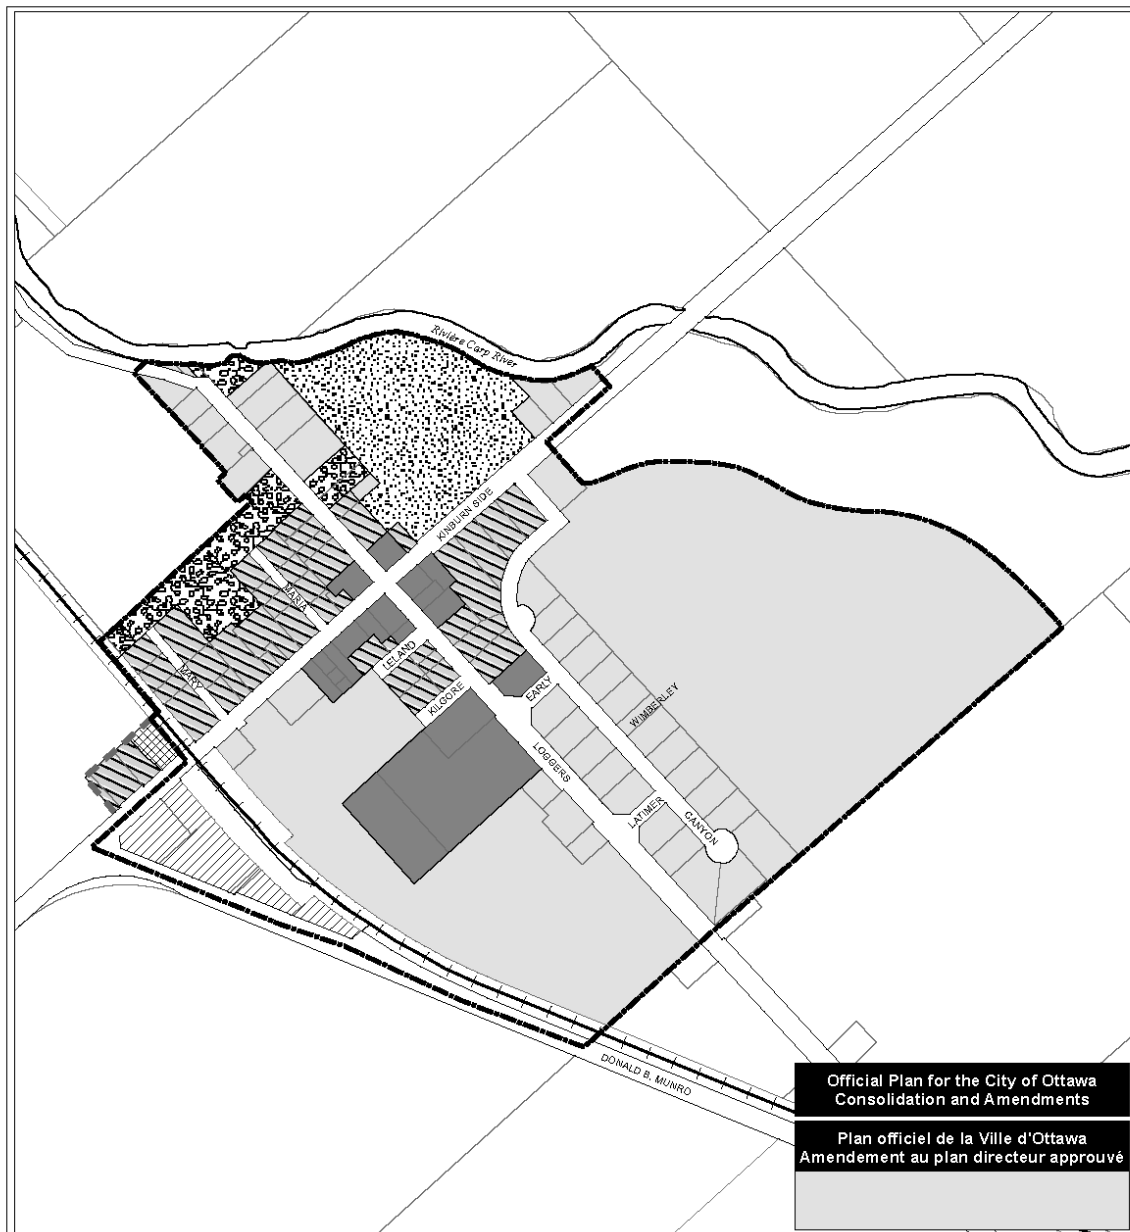 Rivière Carp River
KINBURN SIDE
MARIA
MARY
LELAND
KILGORE
EARLY
WIMBERLEY
LOGGERS
LATIMER
CANYON
DONALD B. MUNRO
Official Plan for the City of Ottawa
Consolidation and Amendments
Plan officiel de la Ville d'Ottawa
Amendement au plan directeur approuvé